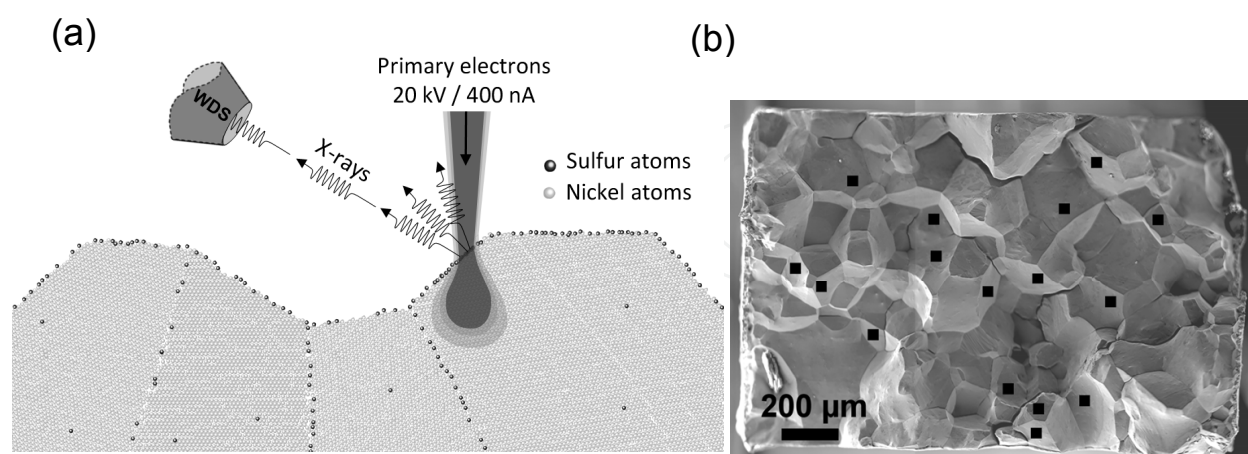 (a)
(b)
Primary electrons
20 kV / 400 nA
WDS
X-rays
Sulfur atoms
Nickel atoms
200 µm